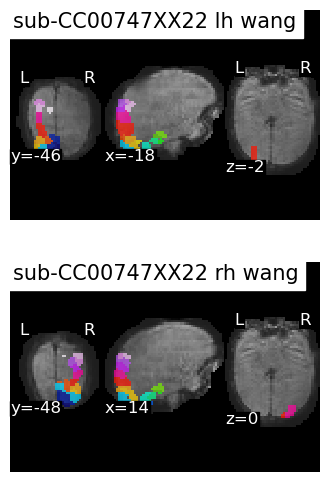 sub-CC00747XX22 lh wang
L R L R
y=-46 x=-18 z=-2
sub-CC00747XX22 rh wang
L R L R
y=-48 x=14 z=0